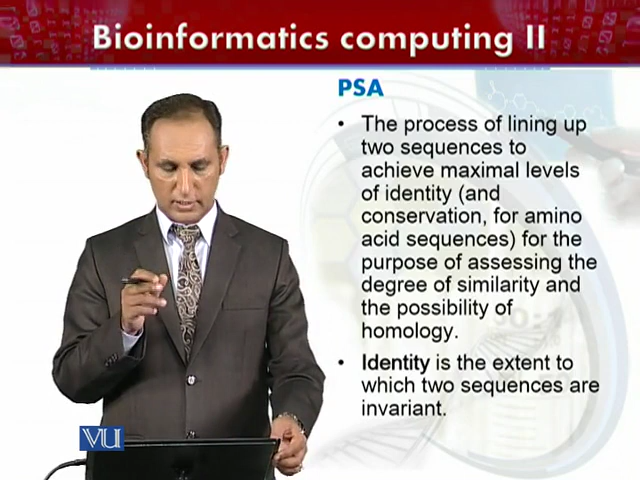 Bioinformatics computing II
PSA
• The process of lining up
two sequences to
achieve maximal levels
of identity (and
conservation, for amino
acid sequences) for the
purpose of assessing the
degree of similarity and
the possibility of
homology.
• Identity is the extent to
which two sequences are
invariant.
VU